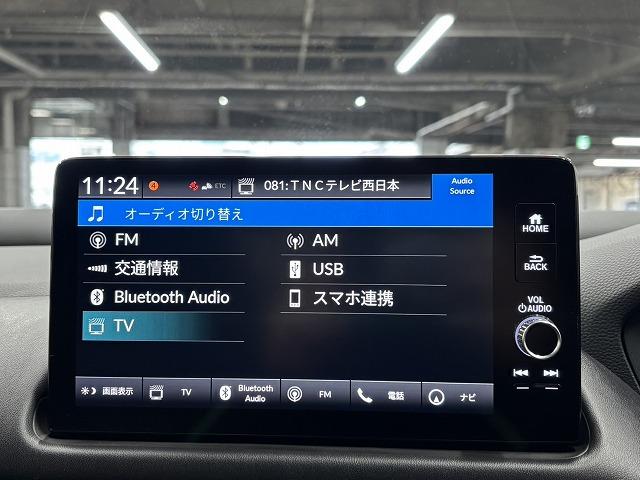 11:24 4 ETC 081:TNCテレビ西日本 Audio Source
オーディオ切り替え
FM
AM
交通情報
USB
Bluetooth Audio
スマホ連携
TV
HOME
BACK
VOL
AUDIO
画面表示 TV Bluetooth Audio FM 電話 ナビ